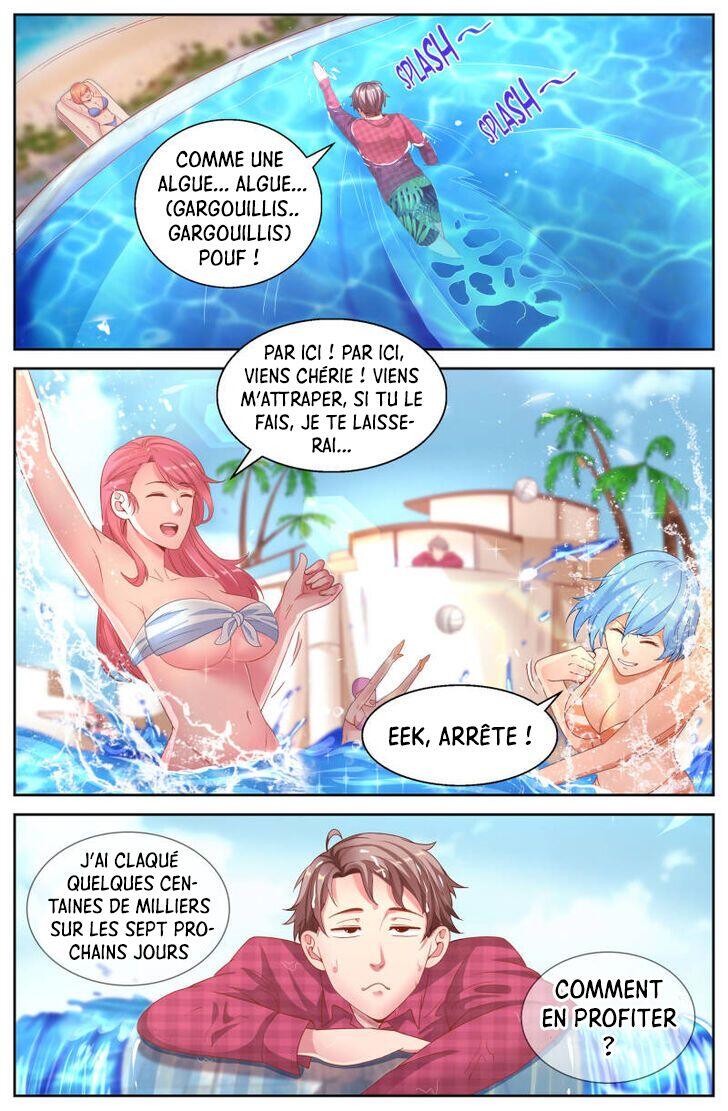 SPLASH~
SPLASH~
COMME UNE
ALGUE... ALGUE...
(GARGOUILLIS..
GARGOUILLIS)
POUF !
PAR ICI ! PAR ICI,
VIENS CHÉRIE ! VIENS
M'ATTRAPER, SI TU LE
FAIS, JE TE LAISSE-
RAI...
EEK, ARRÊTE !
J'AI CLAQUÉ
QUELQUES CEN-
TAINES DE MILLIERS
SUR LES SEPT PRO-
CHAINS JOURS
COMMENT
EN PROFITER
?